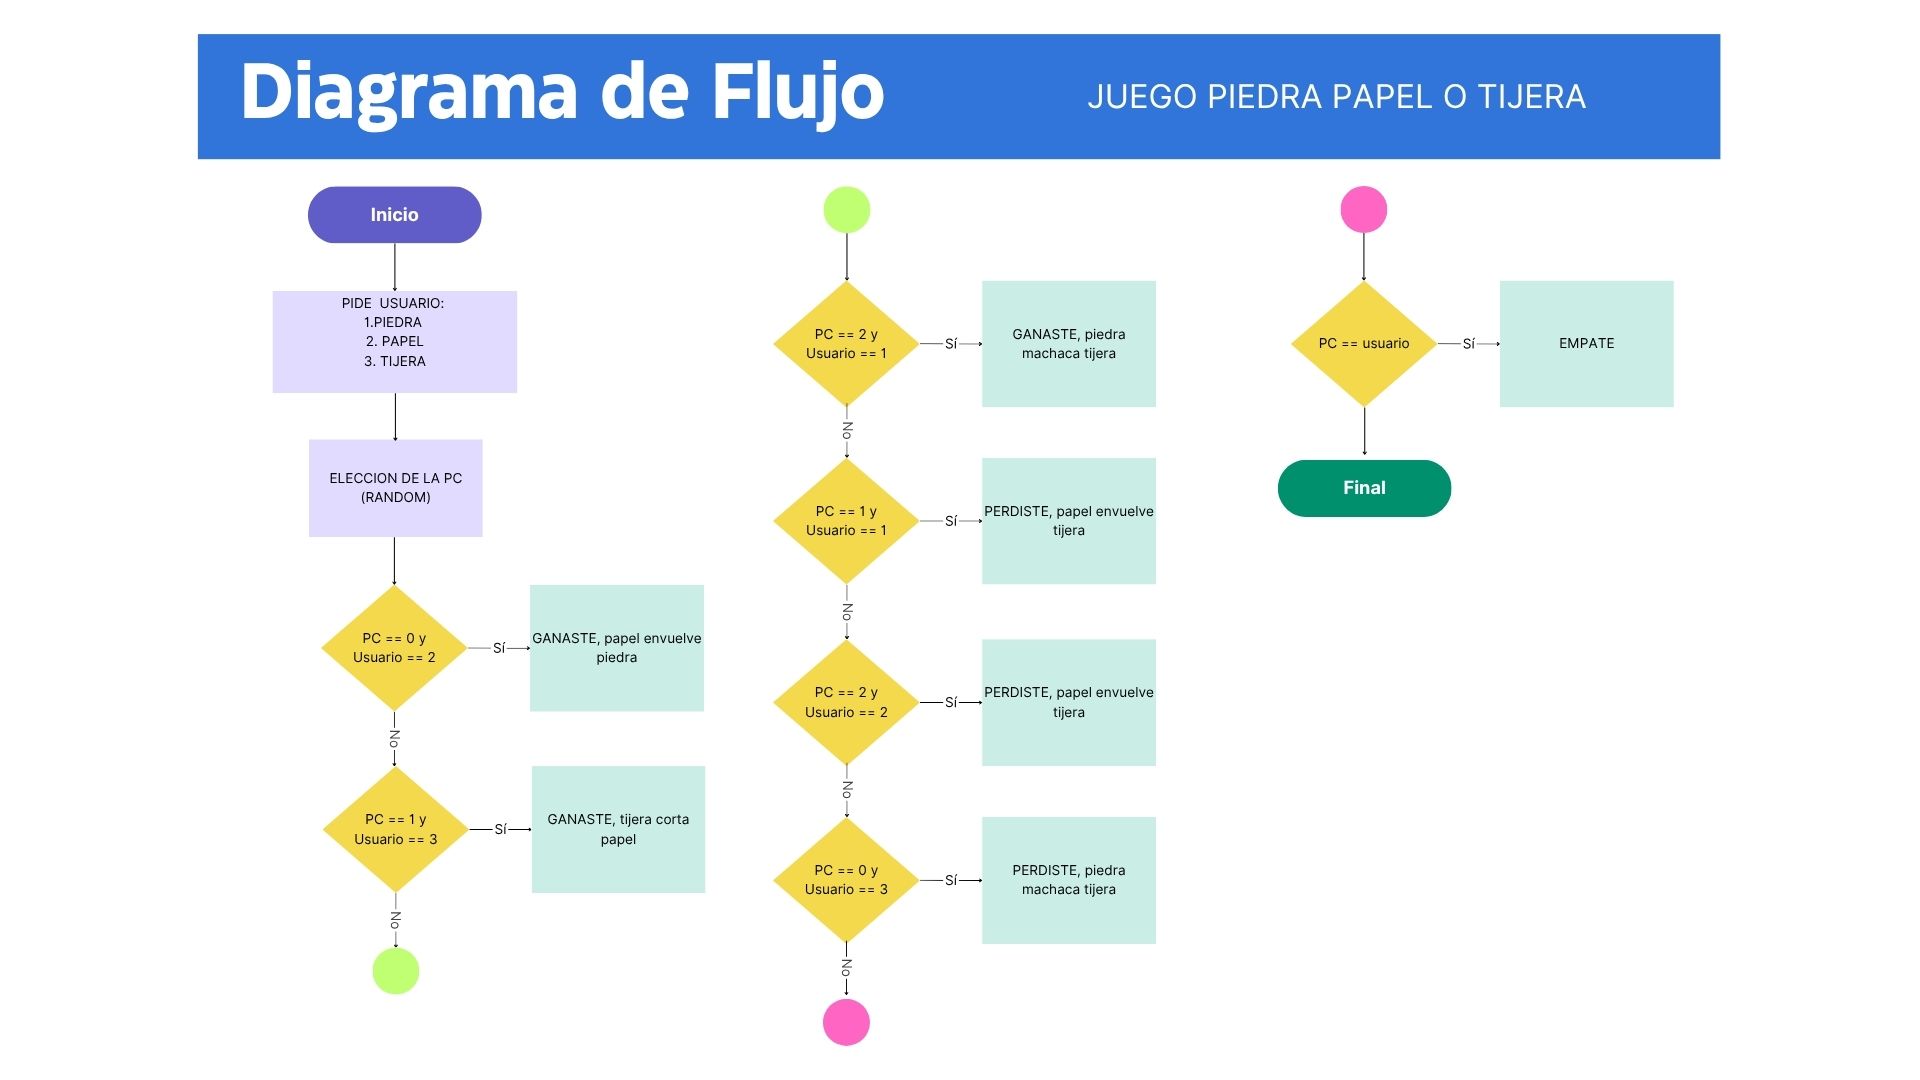 Diagrama de Flujo
JUEGO PIEDRA PAPEL O TIJERA
Inicio
PIDE USUARIO:
1.PIEDRA
2. PAPEL
3. TIJERA
ELECCION DE LA PC
(RANDOM)
PC == 0 y
Usuario == 2
Sí
GANASTE, papel envuelve
piedra
No
PC == 1 y
Usuario == 3
Sí
GANASTE, tijera corta
papel
No
PC == 2 y
Usuario == 1
Sí
GANASTE, piedra
machaca tijera
No
PC == 1 y
Usuario == 1
Sí
PERDISTE, papel envuelve
tijera
No
PC == 2 y
Usuario == 2
Sí
PERDISTE, papel envuelve
tijera
No
PC == 0 y
Usuario == 3
Sí
PERDISTE, piedra
machaca tijera
No
PC == usuario
Sí
EMPATE
Final